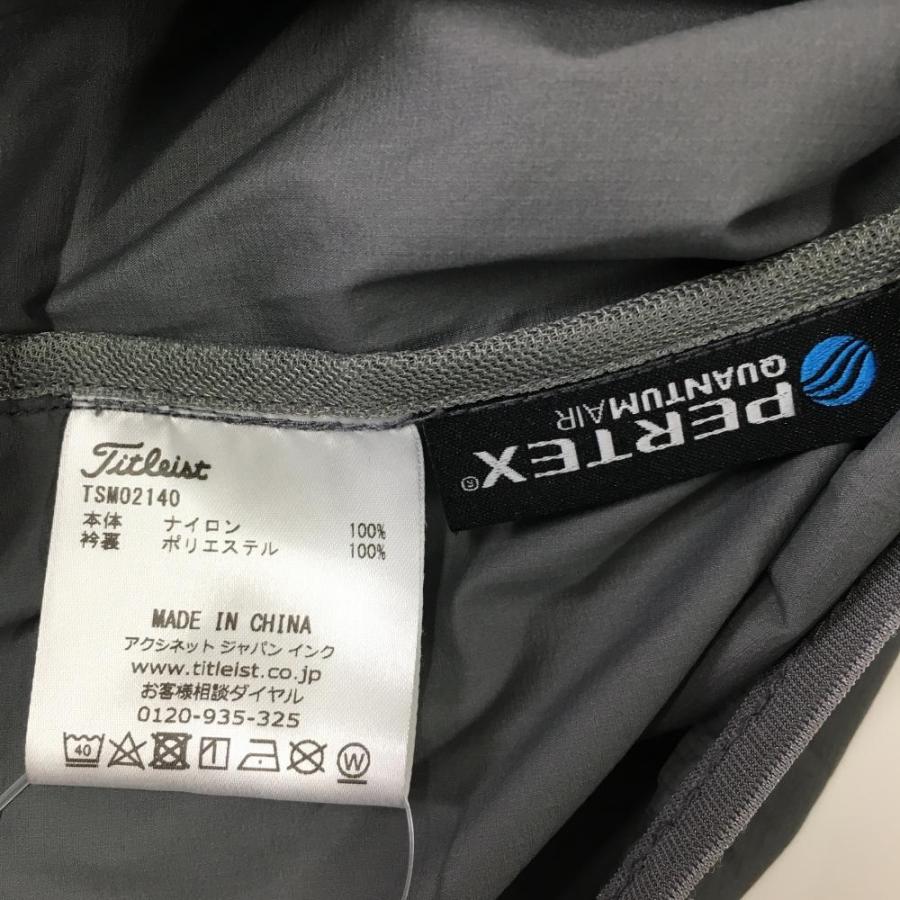 Titleist
TSM02140
本体 ナイロン 100%
衿裏 ポリエステル 100%
MADE IN CHINA
アクシネット ジャパン インク
www.titleist.co.jp
お客様相談ダイヤル
0120-935-325
40
W
PERTEX®
QUANTUMAIR